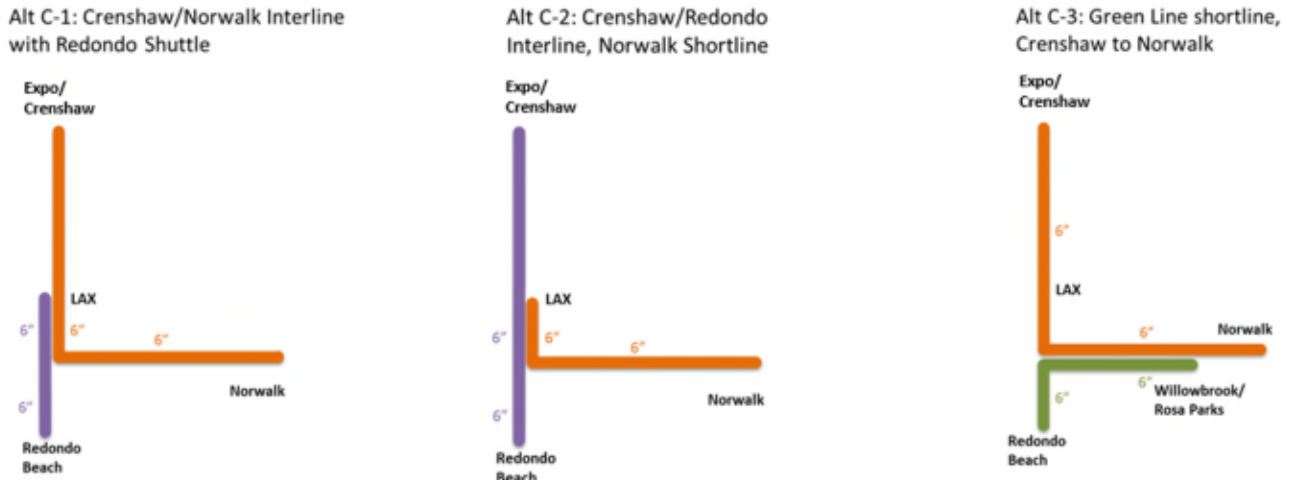 Alt C-1: Crenshaw/Norwalk Interline
with Redondo Shuttle
Expo/
Crenshaw
LAX
6"
6"
6"
6"
Norwalk
Redondo
Beach
Alt C-2: Crenshaw/Redondo
Interline, Norwalk Shortline
Expo/
Crenshaw
LAX
6"
6"
6"
6"
Norwalk
Redondo
Beach
Alt C-3: Green Line shortline,
Crenshaw to Norwalk
Expo/
Crenshaw
6"
LAX
6"
Norwalk
6"
Willowbrook/
Rosa Parks
6"
Redondo
Beach